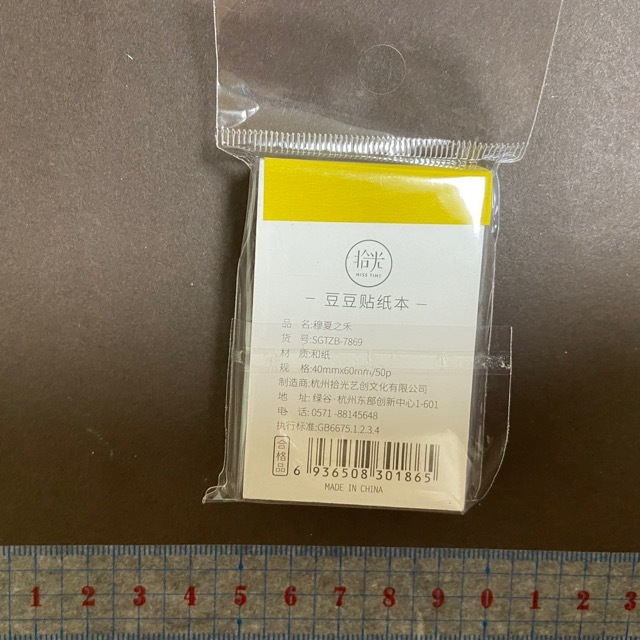 拾光
MISS TIME
豆豆贴纸本
品 名:穆夏之禾
货 号:SGTZB-7869
材 质:和纸
规 格:40mmx60mm/50p
制造商:杭州拾光艺创文化有限公司
地 址:绿谷·杭州东部创新中心1-601
电 话:0571-88145648
执行标准:GB6675.1.2.3.4
合格品
6 936508 301865
MADE IN CHINA
1 2 3 4 5 6 7 8 9 0 1 2 3